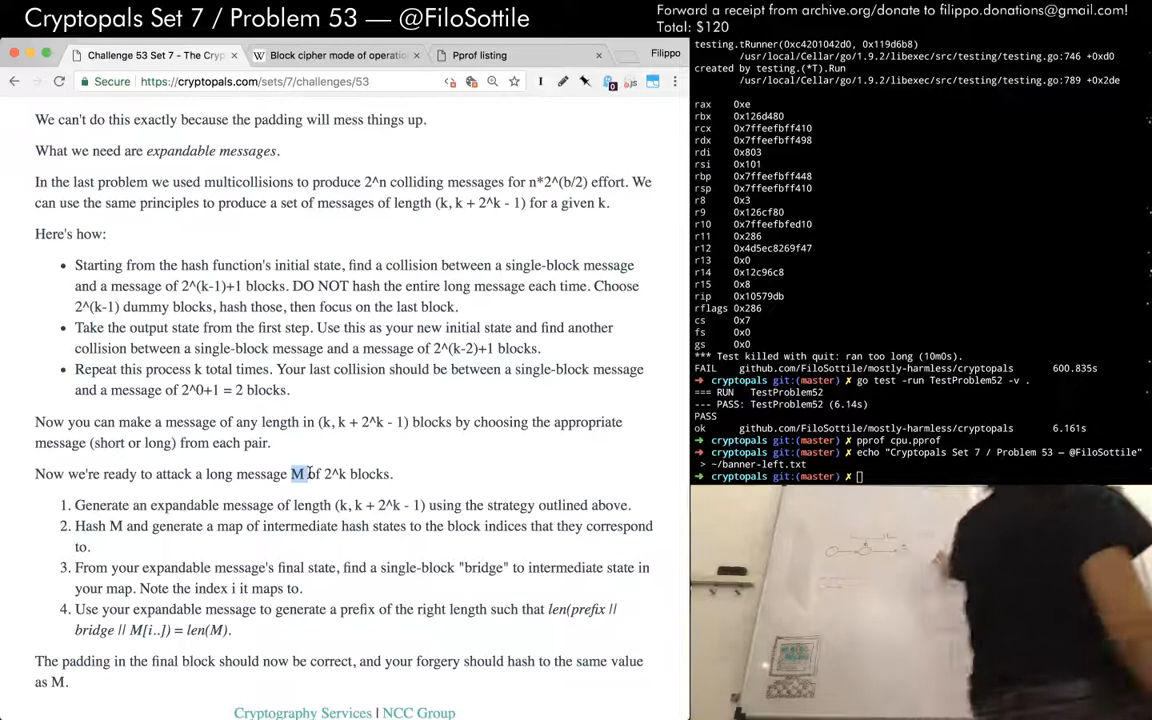 Cryptopals Set 7 / Problem 53 — @FiloSottile
Forward a receipt from archive.org/donate to filippo.donations@gmail.com!
Total: $120
Challenge 53 Set 7 - The Cryp
Block cipher mode of operatio
Pprof listing
Filippo
Secure
https://cryptopals.com/sets/7/challenges/53
We can't do this exactly because the padding will mess things up.
What we need are expandable messages.
In the last problem we used multicollisions to produce 2^n colliding messages for n*2^(b/2) effort. We
can use the same principles to produce a set of messages of length (k, k + 2^k - 1) for a given k.
Here's how:
Starting from the hash function's initial state, find a collision between a single-block message
and a message of 2^(k-1)+1 blocks. DO NOT hash the entire long message each time. Choose
2^(k-1) dummy blocks, hash those, then focus on the last block.
Take the output state from the first step. Use this as your new initial state and find another
collision between a single-block message and a message of 2^(k-2)+1 blocks.
Repeat this process k total times. Your last collision should be between a single-block message
and a message of 2^0+1 = 2 blocks.
Now you can make a message of any length in (k, k + 2^k - 1) blocks by choosing the appropriate
message (short or long) from each pair.
Now we're ready to attack a long message M of 2^k blocks.
1. Generate an expandable message of length (k, k + 2^k - 1) using the strategy outlined above.
2. Hash M and generate a map of intermediate hash states to the block indices that they correspond
to.
3. From your expandable message's final state, find a single-block "bridge" to intermediate state in
your map. Note the index i it maps to.
4. Use your expandable message to generate a prefix of the right length such that len(prefix ||
bridge || M[i..]) = len(M).
The padding in the final block should now be correct, and your forgery should hash to the same value
as M.
Cryptography Services | NCC Group
testing.tRunner(0xc4201042d0, 0x119d6b8)
/usr/local/Cellar/go/1.9.2/libexec/src/testing/testing.go:746 +0xd0
created by testing.(*T).Run
/usr/local/Cellar/go/1.9.2/libexec/src/testing/testing.go:789 +0x2de
rax 0xe
rbx 0x126d480
rcx 0x7ffeefbff410
rdx 0x7ffeefbff498
rdi 0x803
rsi 0x101
rbp 0x7ffeefbff448
rsp 0x7ffeefbff410
r8 0x3
r9 0x126cf80
r10 0x7ffeefbfed10
r11 0x286
r12 0x4d5ec8269f47
r13 0x0
r14 0x12c96c8
r15 0x8
rip 0x10579db
rflags 0x286
cs 0x7
fs 0x0
gs 0x0
*** Test killed with quit: ran too long (10m0s).
FAIL github.com/FiloSottile/mostly-harmless/cryptopals 600.835s
➜ cryptopals git:(master) ✗ go test -run TestProblem52 -v .
=== RUN TestProblem52
--- PASS: TestProblem52 (6.14s)
PASS
ok github.com/FiloSottile/mostly-harmless/cryptopals 6.161s
➜ cryptopals git:(master) ✗ pprof cpu.pprof
➜ cryptopals git:(master) ✗ echo "Cryptopals Set 7 / Problem 53 — @FiloSottile"
> ~/banner-left.txt
➜ cryptopals git:(master) ✗